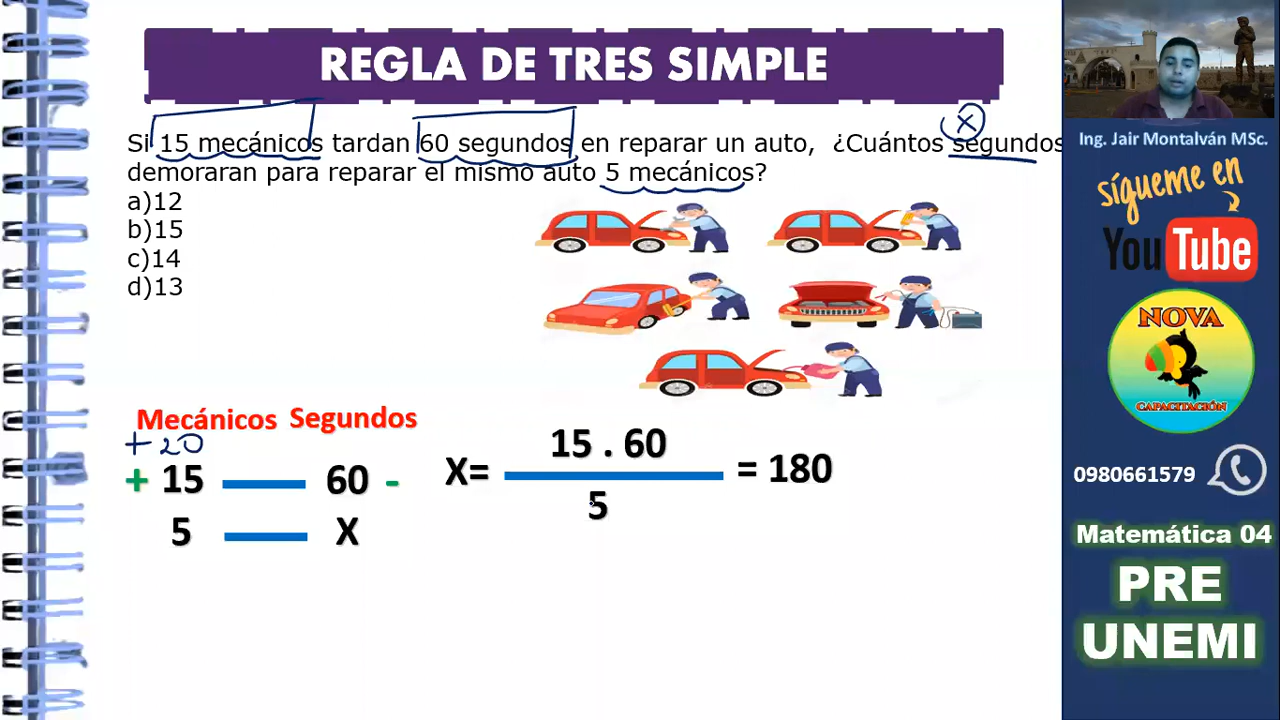 REGLA DE TRES SIMPLE
X
Si 15 mecánicos tardan 60 segundos en reparar un auto, ¿Cuántos segundos
demoraran para reparar el mismo auto 5 mecánicos?
a)12
b)15
c)14
d)13
Mecánicos Segundos
+20
+ 15 60 -
5 X
X= 15 . 60 = 180
5
Ing. Jair Montalván MSc.
sígueme en
YouTube
NOVA
CAPACITACIÓN
0980661579
Matemática 04
PRE
UNEMI